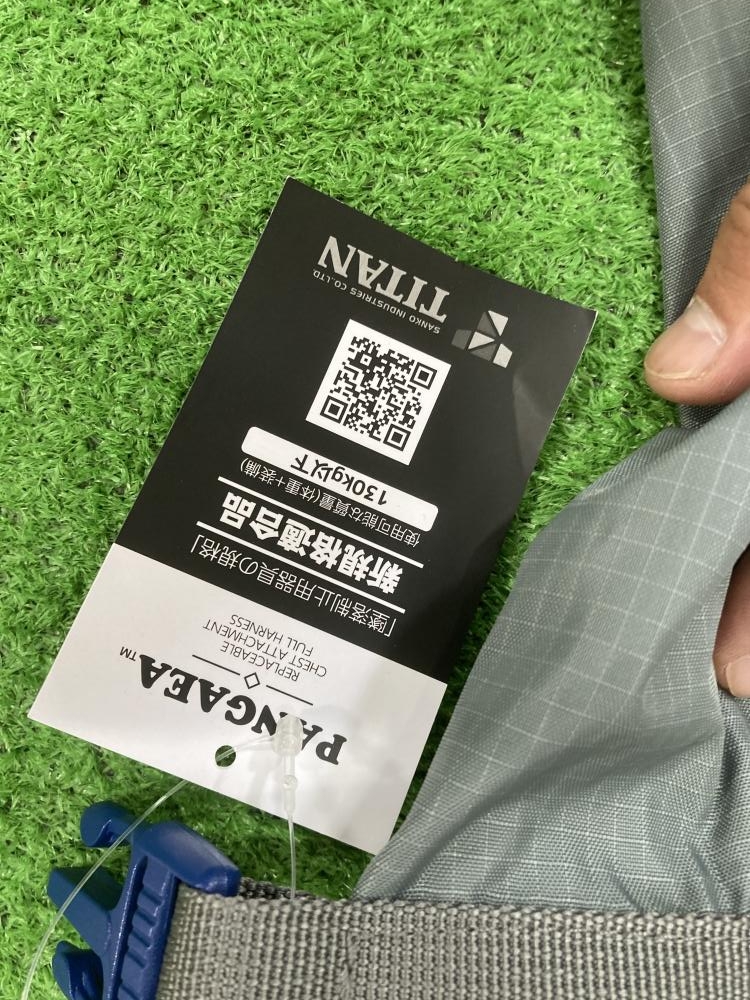 PANGAEA™
REPLACEABLE
CHEST ATTACHMENT
FULL HARNESS
「墜落制止用器具の規格」
新規格適合品
使用可能な質量(体重+装備)
130kg以下
TITAN
SANKO INDUSTRIES CO.,LTD.